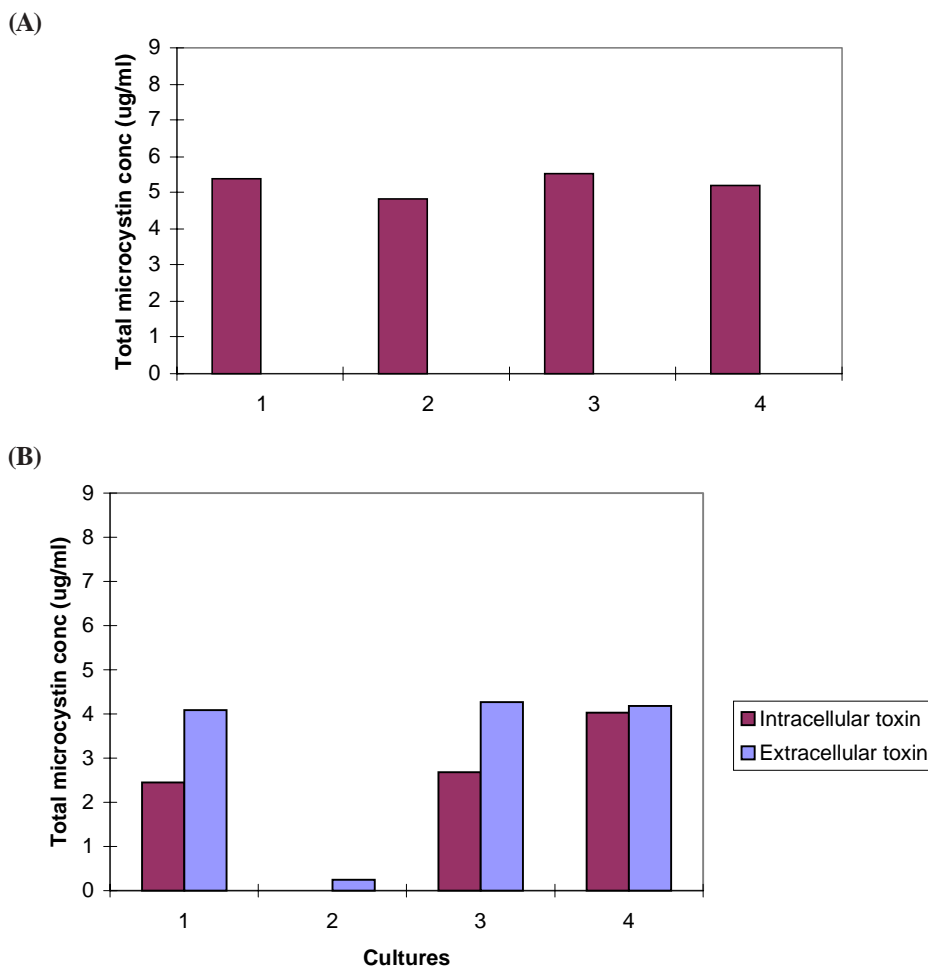 (A)
Total microcystin conc (ug/ml)
9
8
7
6
5
4
3
2
1
0
1 2 3 4
(B)
Total microcystin conc (ug/ml)
9
8
7
6
5
4
3
2
1
0
1 2 3 4
Cultures
Intracellular toxin
Extracellular toxin